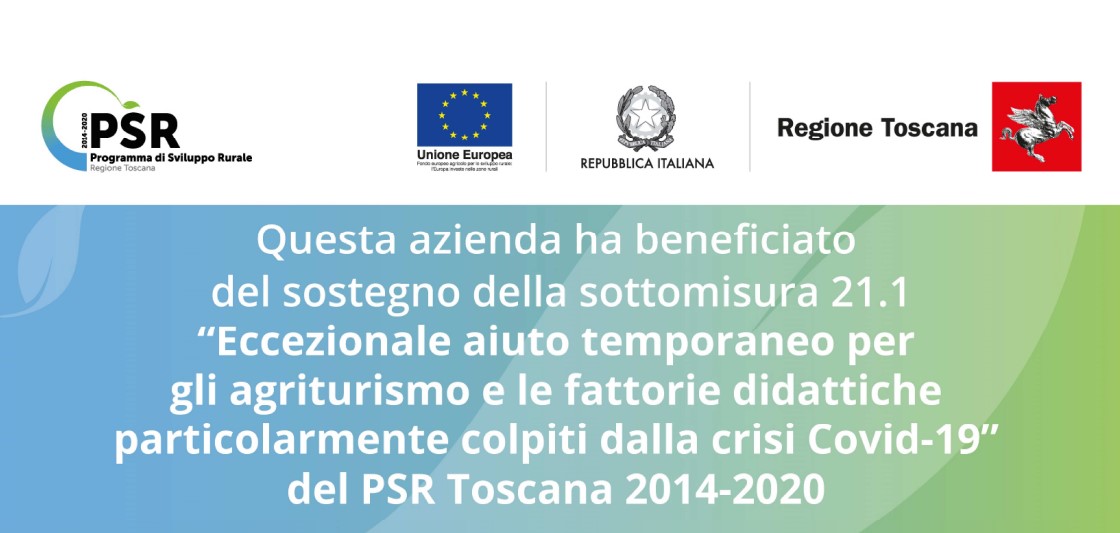 2014-2020
PSR
Programma di Sviluppo Rurale
Regione Toscana
Unione Europea
Fondo europeo agricolo per lo sviluppo rurale:
l'Europa investe nelle zone rurali
REPUBBLICA ITALIANA
Regione Toscana
Questa azienda ha beneficiato
del sostegno della sottomisura 21.1
“Eccezionale aiuto temporaneo per
gli agriturismo e le fattorie didattiche
particolarmente colpiti dalla crisi Covid-19”
del PSR Toscana 2014-2020